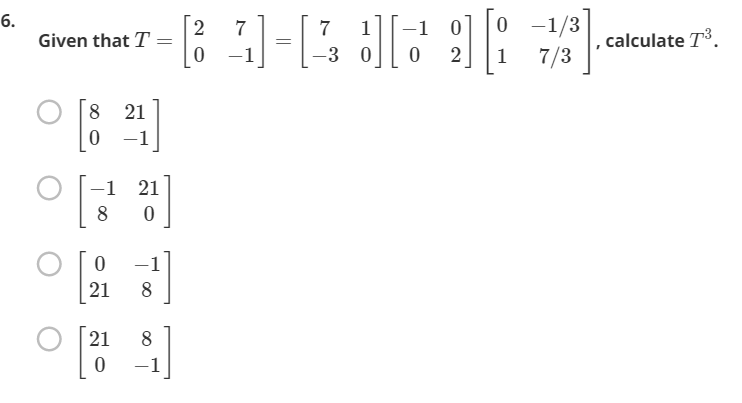 6.
Given that T = [2 7; 0 −1] = [7 1; −3 0] [−1 0; 0 2] [0 −1/3; 1 7/3], calculate T³.
[8 21; 0 −1]
[−1 21; 8 0]
[0 −1; 21 8]
[21 8; 0 −1]